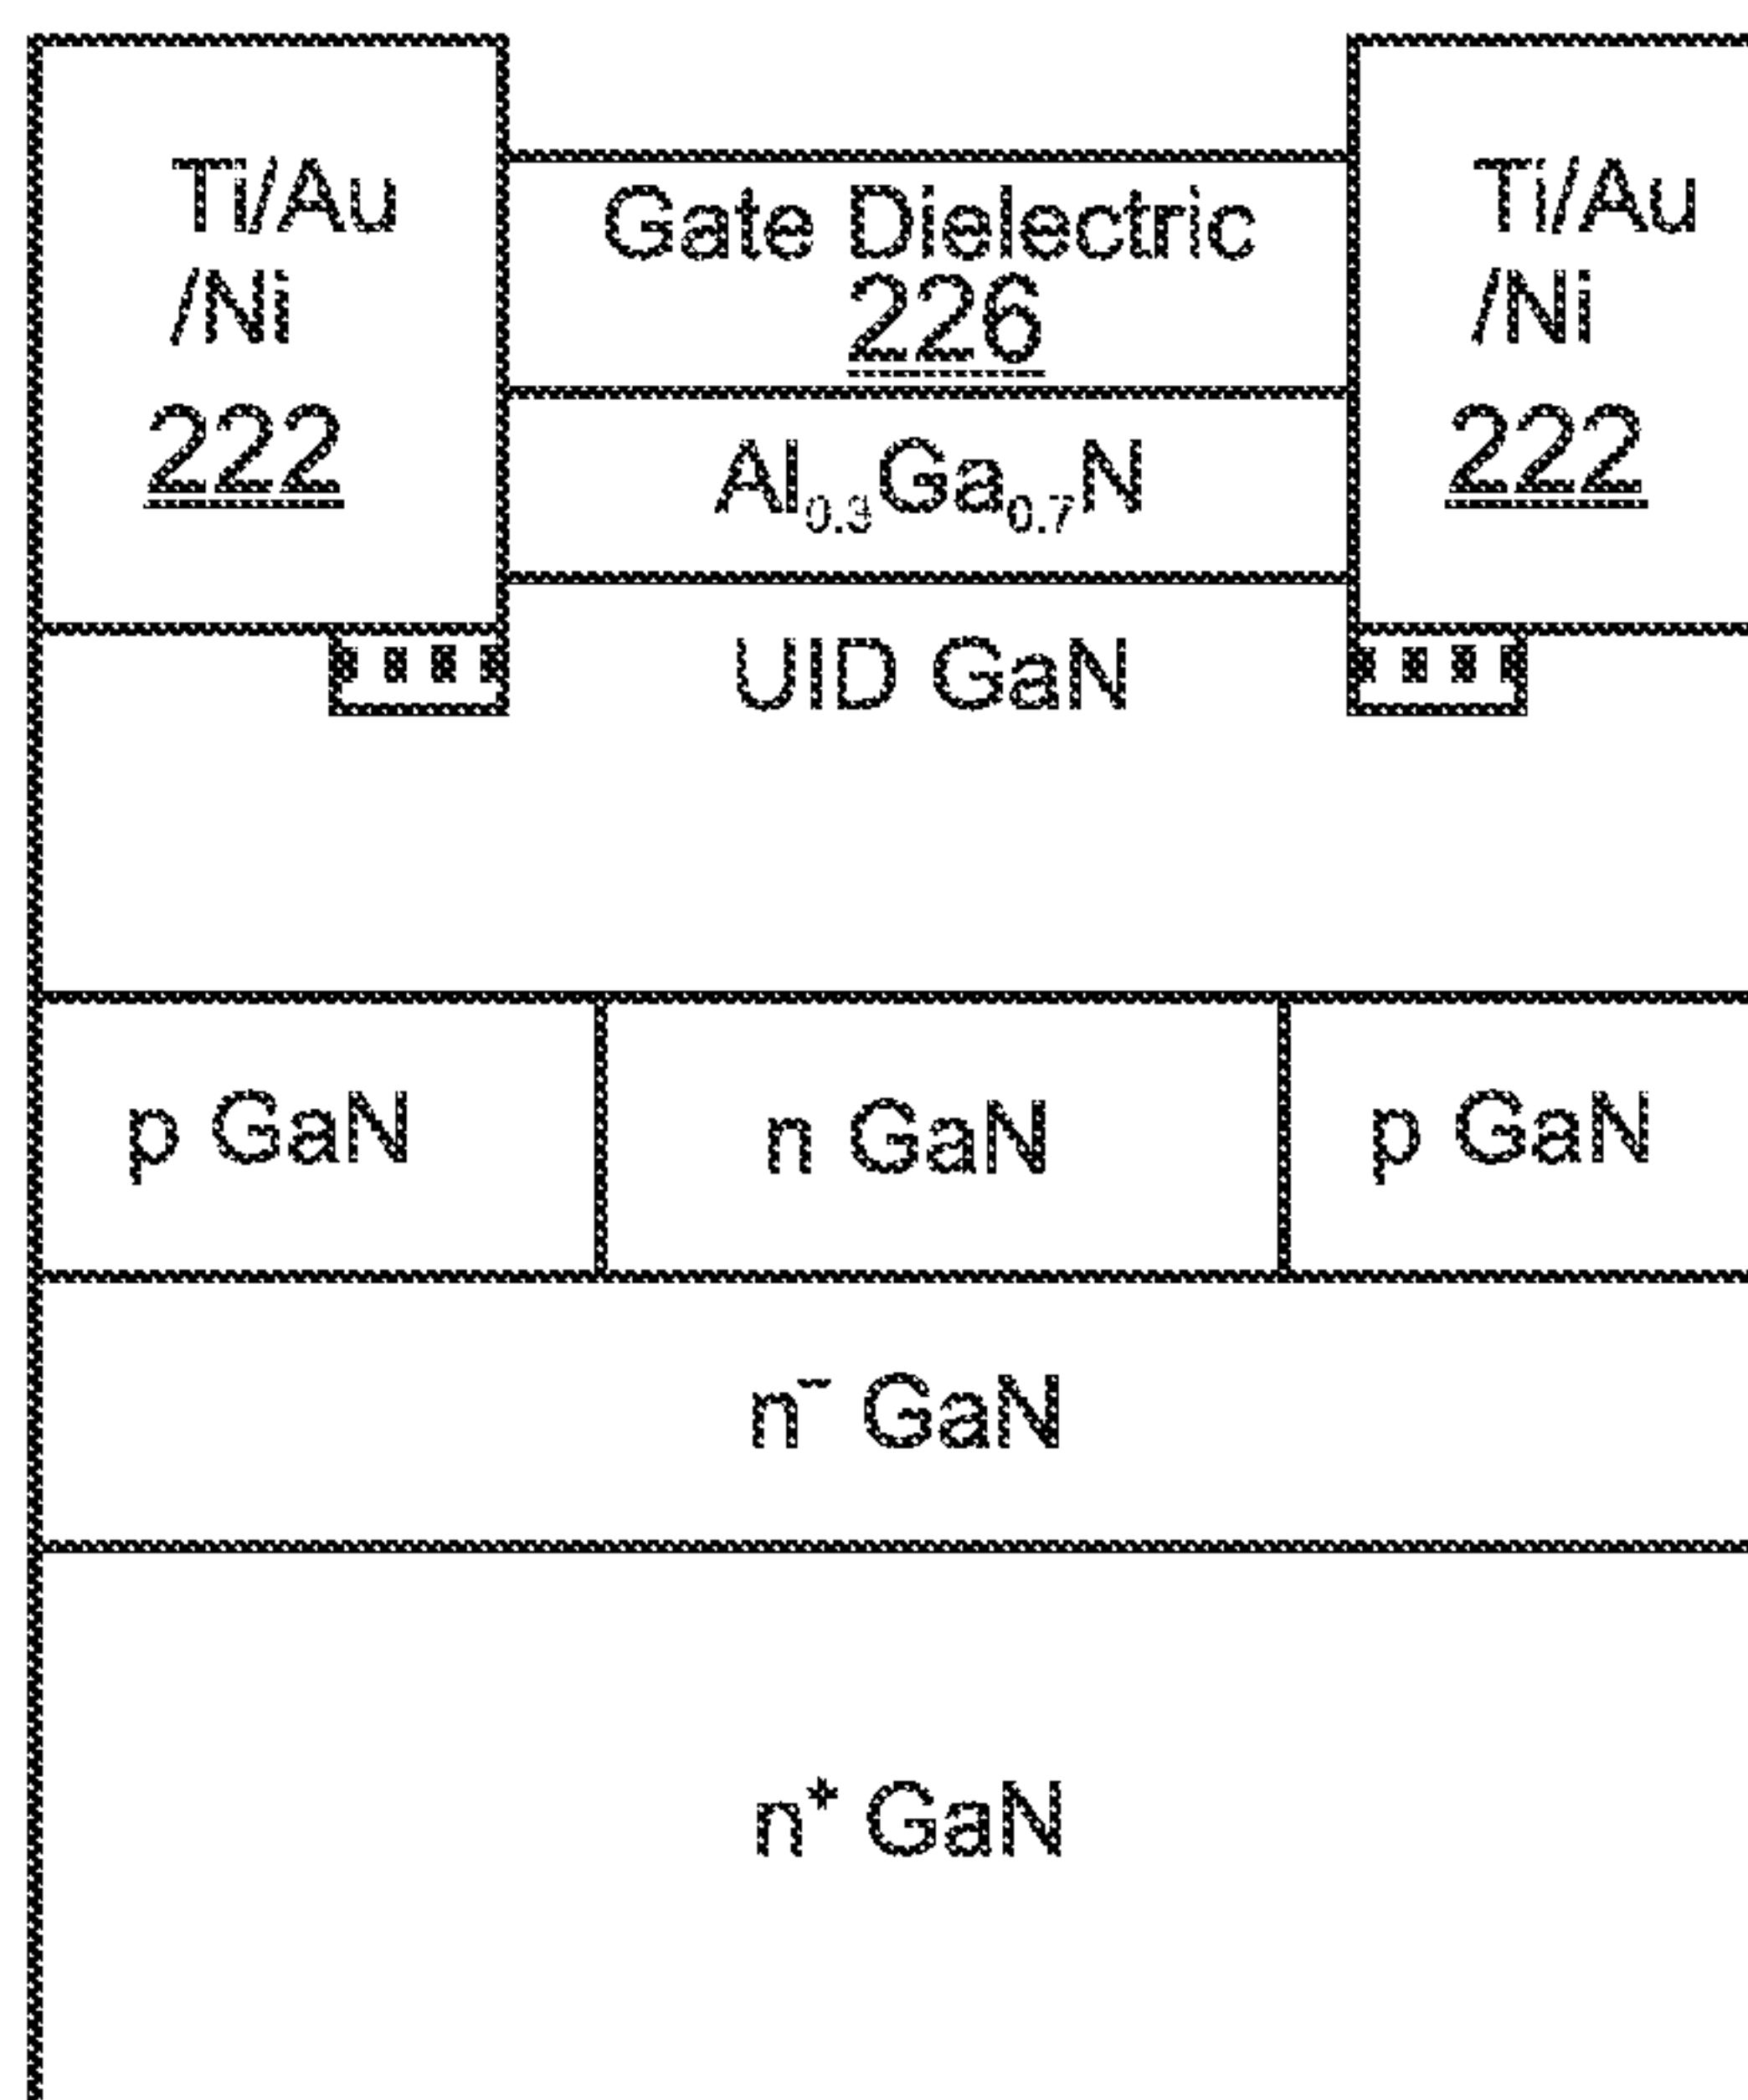 Ti/Au
/Ni
222
Gate Dielectric
226
Al0.3Ga0.7N
Ti/Au
/Ni
222
UID GaN
p GaN
n GaN
p GaN
n⁻ GaN
n⁺ GaN